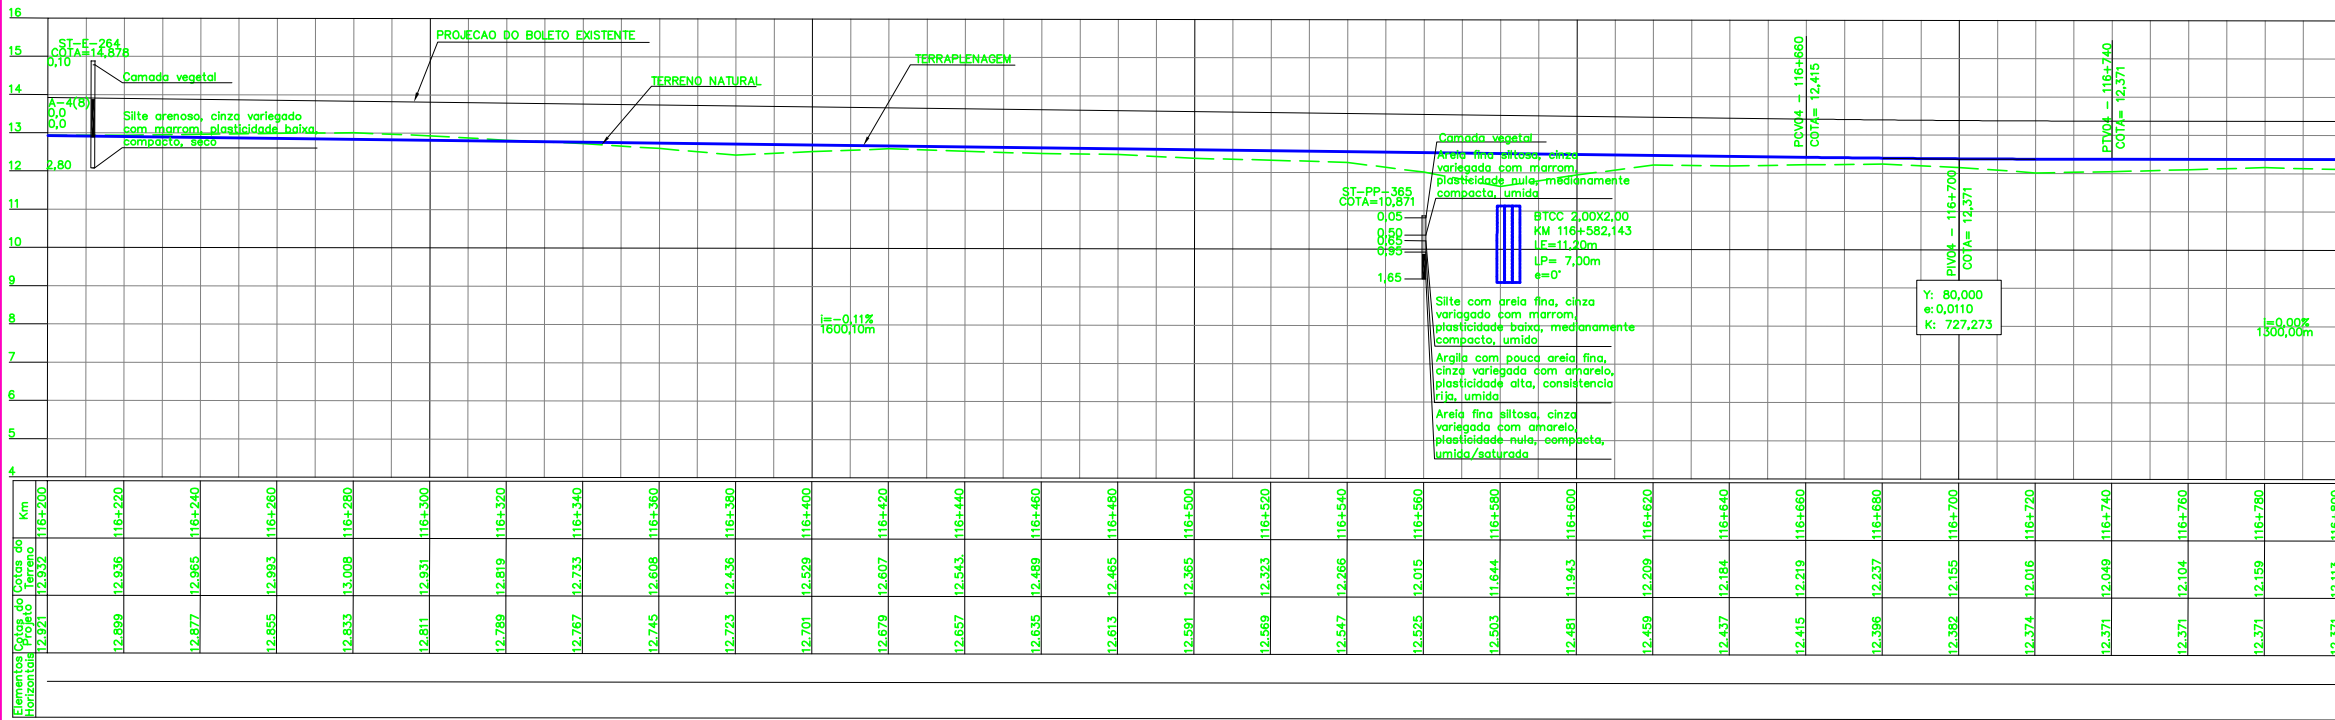 16
15
14
13
12
11
10
9
8
7
6
5
4
ST-E-264
COTA=14,878
0,10
Camada vegetal
A-4(8)
0,0
0,0
Silte arenoso, cinza variegado
com marrom, plasticidade baixa,
compacto, seco
2,80
PROJECAO DO BOLETO EXISTENTE
TERRENO NATURAL
TERRAPLENAGEM
i=-0,11%
1600,10m
ST-PP-365
COTA=10,871
0,05
0,50
0,65
0,95
1,65
Camada vegetal
Areia fina siltosa, cinza
variegada com marrom,
plasticidade nula, medianamente
compacta, umida
BTCC 2,00X2,00
KM 116+582,143
LE=11,20m
LP= 7,00m
e=0°
Silte com areia fina, cinza
variagado com marrom,
plasticidade baixa, medianamente
compacto, umido
Argila com pouca areia fina,
cinza variegada com amarelo,
plasticidade alta, consistencia
rija, umida
Areia fina siltosa, cinza
variegada com amarelo,
plasticidade nula, compacta,
umida/saturada
PCV04 - 116+660
COTA= 12,415
PIV04 - 116+700
COTA= 12,371
PTV04 - 116+740
COTA= 12,371
Y: 80,000
e: 0,0110
K: 727,273
i=0,00%
1300,00m
Km
116+200 116+220 116+240 116+260 116+280 116+300 116+320 116+340 116+360 116+380 116+400 116+420 116+440 116+460 116+480 116+500 116+520 116+540 116+560 116+580 116+600 116+620 116+640 116+660 116+680 116+700 116+720 116+740 116+760 116+780 116+800
Cotas do
Terreno
12.932 12.936 12.965 12.993 13.008 12.931 12.819 12.733 12.608 12.436 12.529 12.607 12.543 12.489 12.465 12.365 12.323 12.266 12.015 11.644 11.943 12.209 12.184 12.219 12.237 12.155 12.016 12.049 12.104 12.159 12.113
Cotas do
Projeto
12.921 12.899 12.877 12.855 12.833 12.811 12.789 12.767 12.745 12.723 12.701 12.679 12.657 12.635 12.613 12.591 12.569 12.547 12.525 12.503 12.481 12.459 12.437 12.415 12.396 12.382 12.374 12.371 12.371 12.371 12.371
Elementos
Horizontais